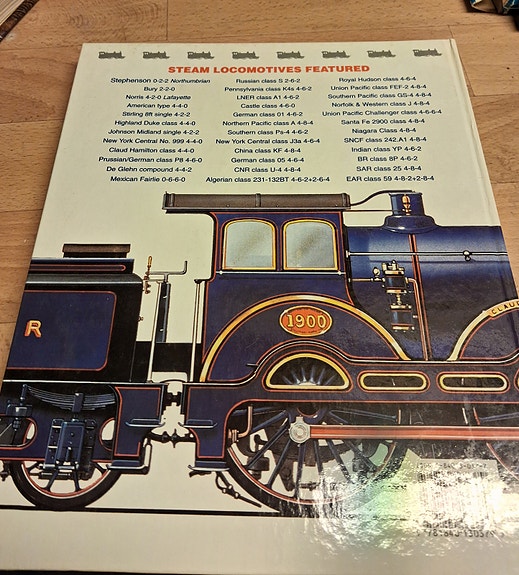 STEAM LOCOMOTIVES FEATURED
Stephenson 0-2-2 Northumbrian
Bury 2-2-0
Norris 4-2-0 Lafayette
American type 4-4-0
Stirling 8ft single 4-2-2
Highland Duke class 4-4-0
Johnson Midland single 4-2-2
New York Central No. 999 4-4-0
Claud Hamilton class 4-4-0
Prussian/German class P8 4-6-0
De Glehn compound 4-4-2
Mexican Fairlie 0-6-6-0
Russian class S 2-6-2
Pennsylvania class K4s 4-6-2
LNER class A1 4-6-2
Castle class 4-6-0
German class 01 4-6-2
Northern Pacific class A 4-8-4
Southern class Ps-4 4-6-2
New York Central class J3a 4-6-4
China class KF 4-8-4
German class 05 4-6-4
CNR class U-4 4-8-4
Algerian class 231-132BT 4-6-2+2-6-4
Royal Hudson class 4-6-4
Union Pacific class FEF-2 4-8-4
Southern Pacific class GS-4 4-8-4
Norfolk & Western class J 4-8-4
Union Pacific Challenger class 4-6-6-4
Santa Fe 2900 class 4-8-4
Niagara Class 4-8-4
SNCF class 242.A1 4-8-4
Indian class YP 4-6-2
BR class 8P 4-6-2
SAR class 25 4-8-4
EAR class 59 4-8-2+2-8-4
1900
CLAUD
R